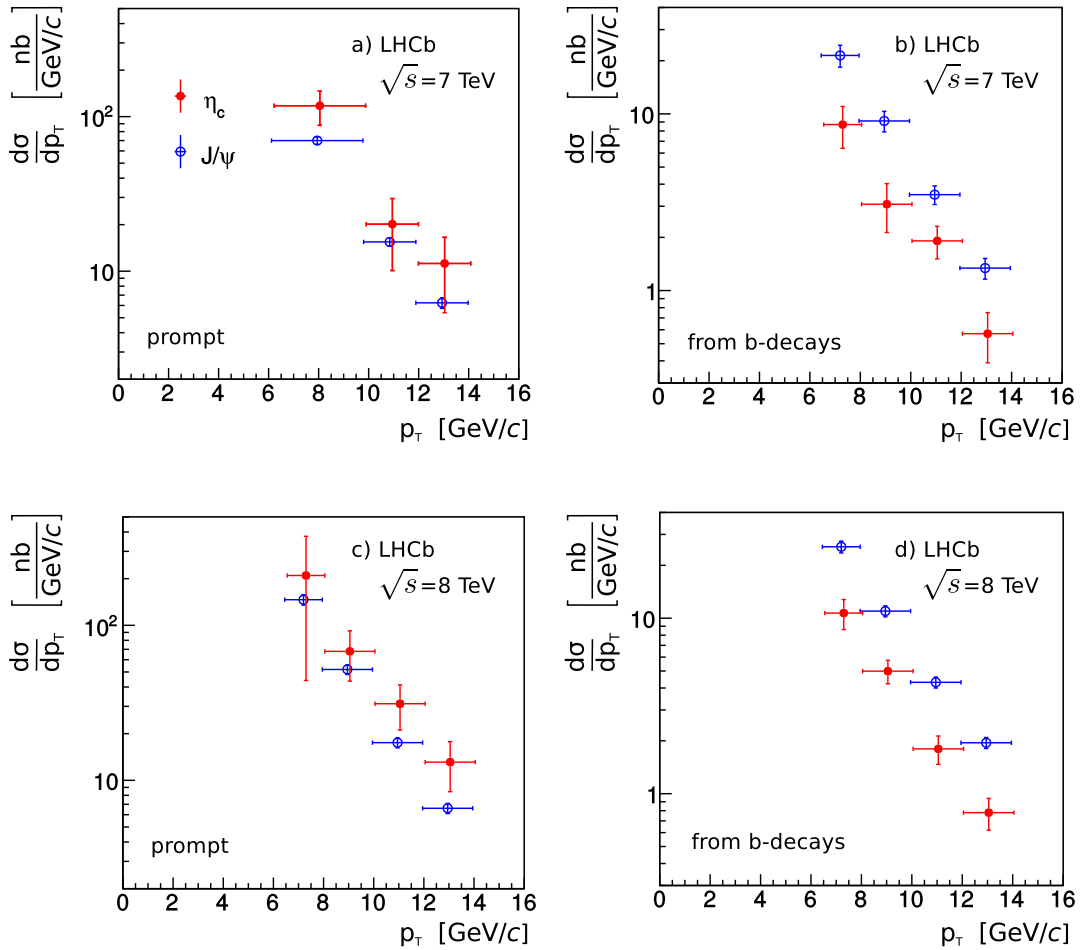 dσ/dp_T [nb/GeV/c]
a) LHCb
√s=7 TeV
η_c
J/ψ
10²
10
prompt
0 2 4 6 8 10 12 14 16
p_T [GeV/c]
dσ/dp_T [nb/GeV/c]
b) LHCb
√s=7 TeV
10
1
from b-decays
0 2 4 6 8 10 12 14 16
p_T [GeV/c]
dσ/dp_T [nb/GeV/c]
c) LHCb
√s=8 TeV
10²
10
prompt
0 2 4 6 8 10 12 14 16
p_T [GeV/c]
dσ/dp_T [nb/GeV/c]
d) LHCb
√s=8 TeV
10
1
from b-decays
0 2 4 6 8 10 12 14 16
p_T [GeV/c]